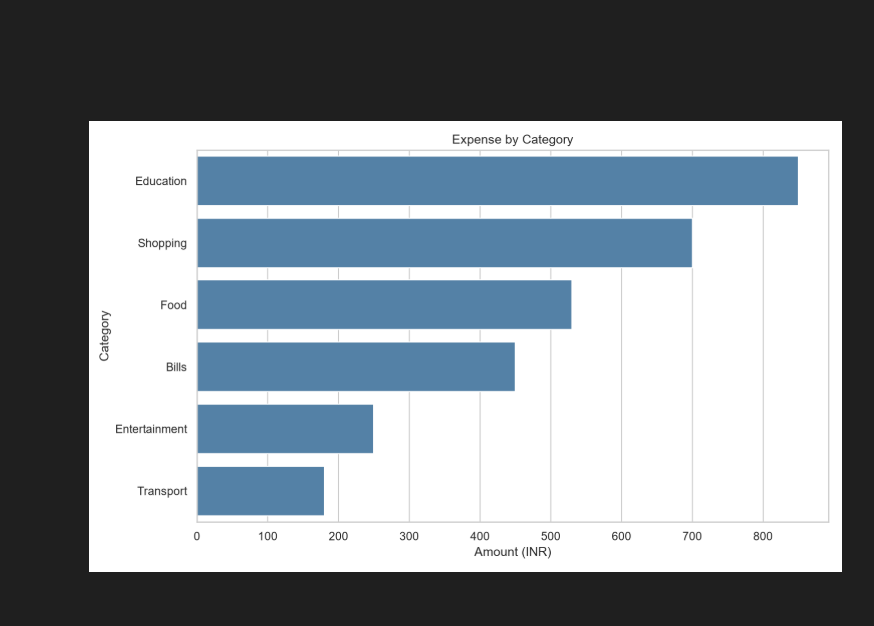 Expense by Category
Education
Shopping
Food
Bills
Entertainment
Transport
Category
0 100 200 300 400 500 600 700 800
Amount (INR)